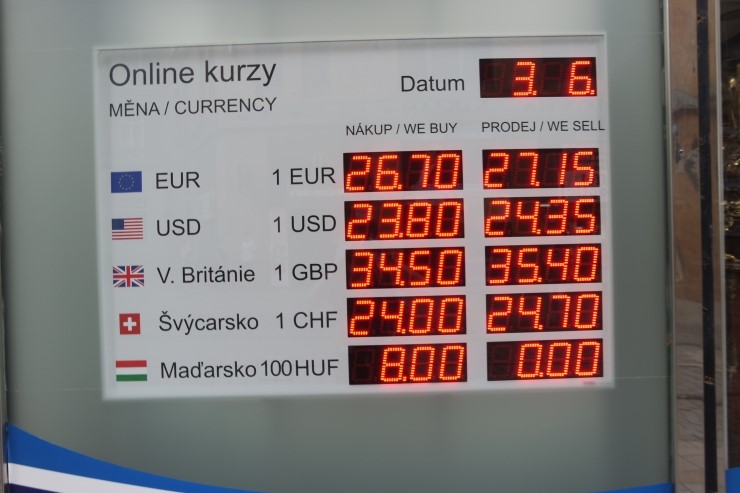 Online kurzy
Datum 3. 6.
MĚNA / CURRENCY
NÁKUP / WE BUY PRODEJ / WE SELL
EUR 1 EUR 26.70 27.15
USD 1 USD 23.80 24.35
V. Británie 1 GBP 34.50 35.40
Švýcarsko 1 CHF 24.00 24.70
Maďarsko 100 HUF 8.00 0.00